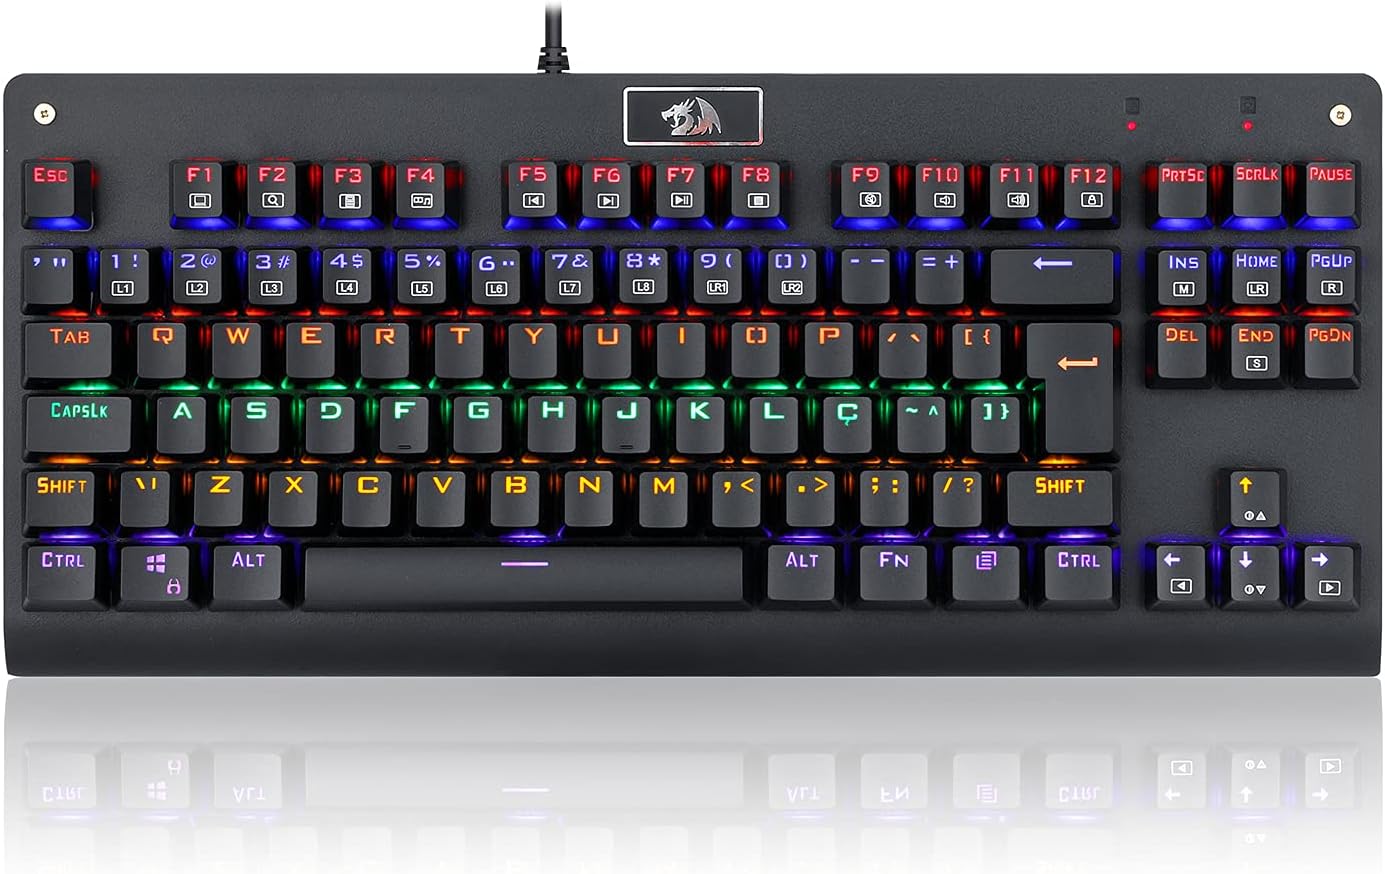 Esc F1 F2 F3 F4 F5 F6 F7 F8 F9 F10 F11 F12 PrtSc ScrLk Pause
' " 1 ! 2 @ 3 # 4 $ 5 % 6 ¨ 7 & 8 * 9 ( 0 ) - - = + ← Ins Home PgUp
L1 L2 L3 L4 L5 L6 L7 L8 LR1 LR2 M LR R
Tab Q W E R T Y U I O P ´ ` [ { Del End PgDn
S
CapsLk A S D F G H J K L Ç ~ ^ ] }
Shift \ | Z X C V B N M , < . > ; : / ? Shift ↑
Ctrl Alt Alt Fn Ctrl ← ↓ →